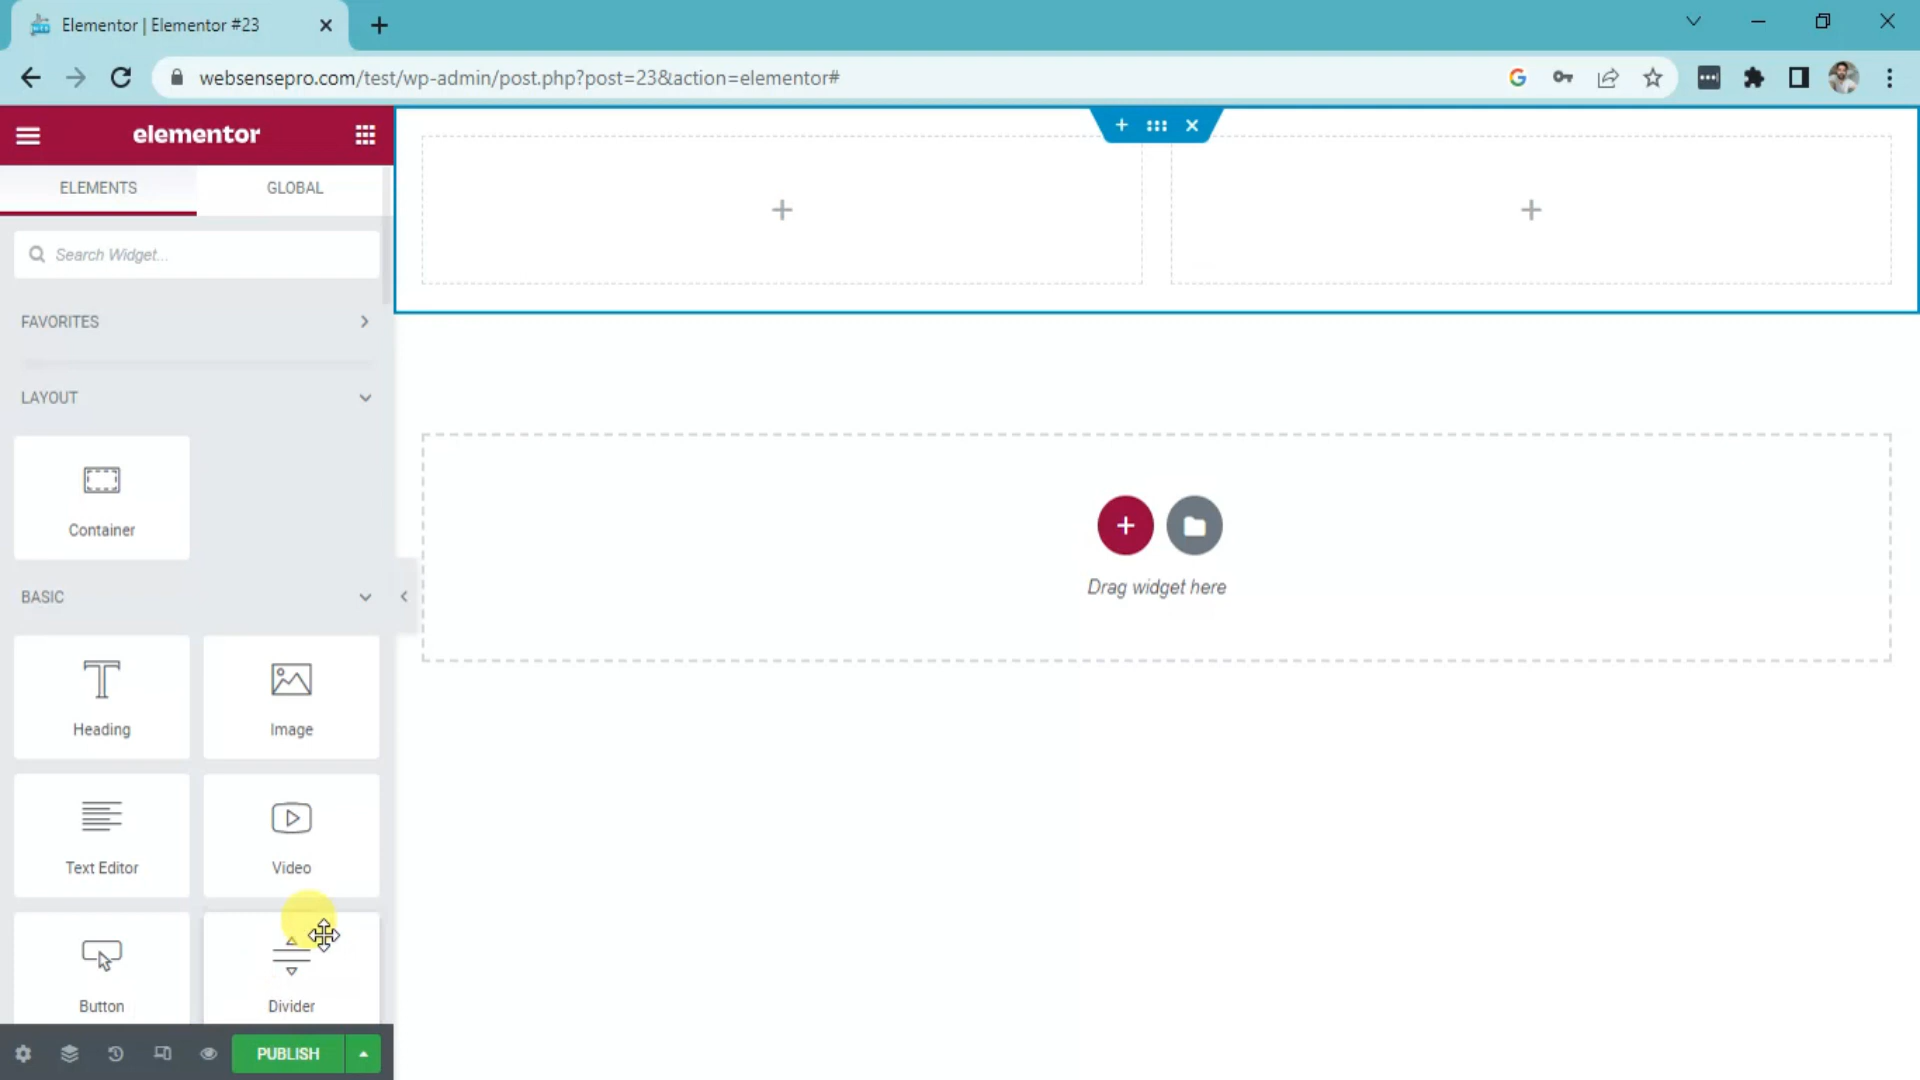 Elementor | Elementor #23
websensepro.com/test/wp-admin/post.php?post=23&action=elementor#
elementor
ELEMENTS GLOBAL
Search Widget...
FAVORITES
LAYOUT
Container
BASIC
Heading Image
Text Editor Video
Button Divider
PUBLISH
Drag widget here